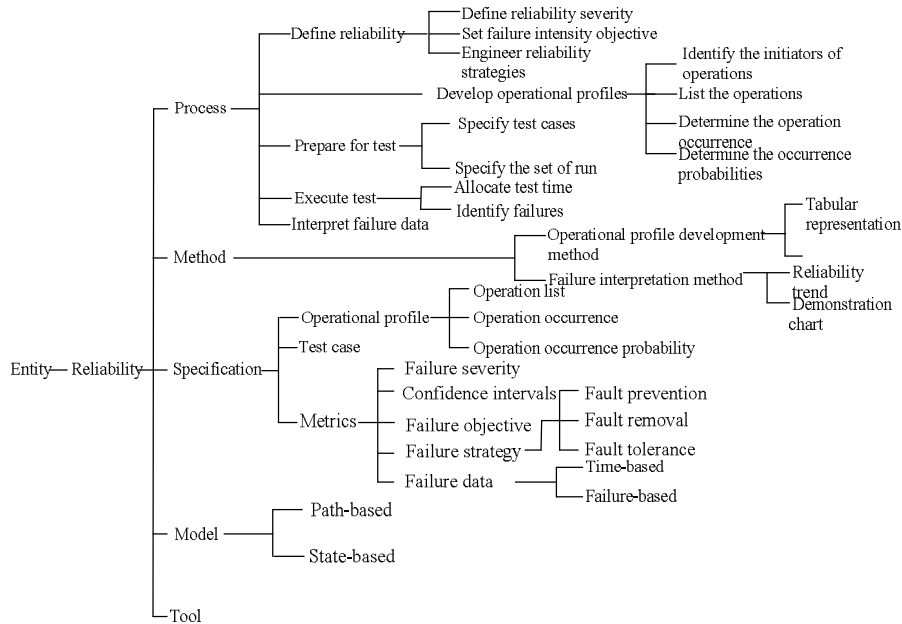 Define reliability severity
Define reliability
Set failure intensity objective
Engineer reliability
strategies
Identify the initiators of
operations
Develop operational profiles
List the operations
Process
Specify test cases
Determine the operation
occurrence
Prepare for test
Determine the occurrence
probabilities
Specify the set of run
Execute test
Allocate test time
Identify failures
Interpret failure data
Tabular
representation
Method
Operational profile development
method
Failure interpretation method
Reliability
trend
Demonstration
chart
Operation list
Operational profile
Operation occurrence
Test case
Operation occurrence probability
Entity
Reliability
Specification
Failure severity
Confidence intervals
Fault prevention
Metrics
Failure objective
Fault removal
Failure strategy
Fault tolerance
Time-based
Failure data
Failure-based
Path-based
Model
State-based
Tool